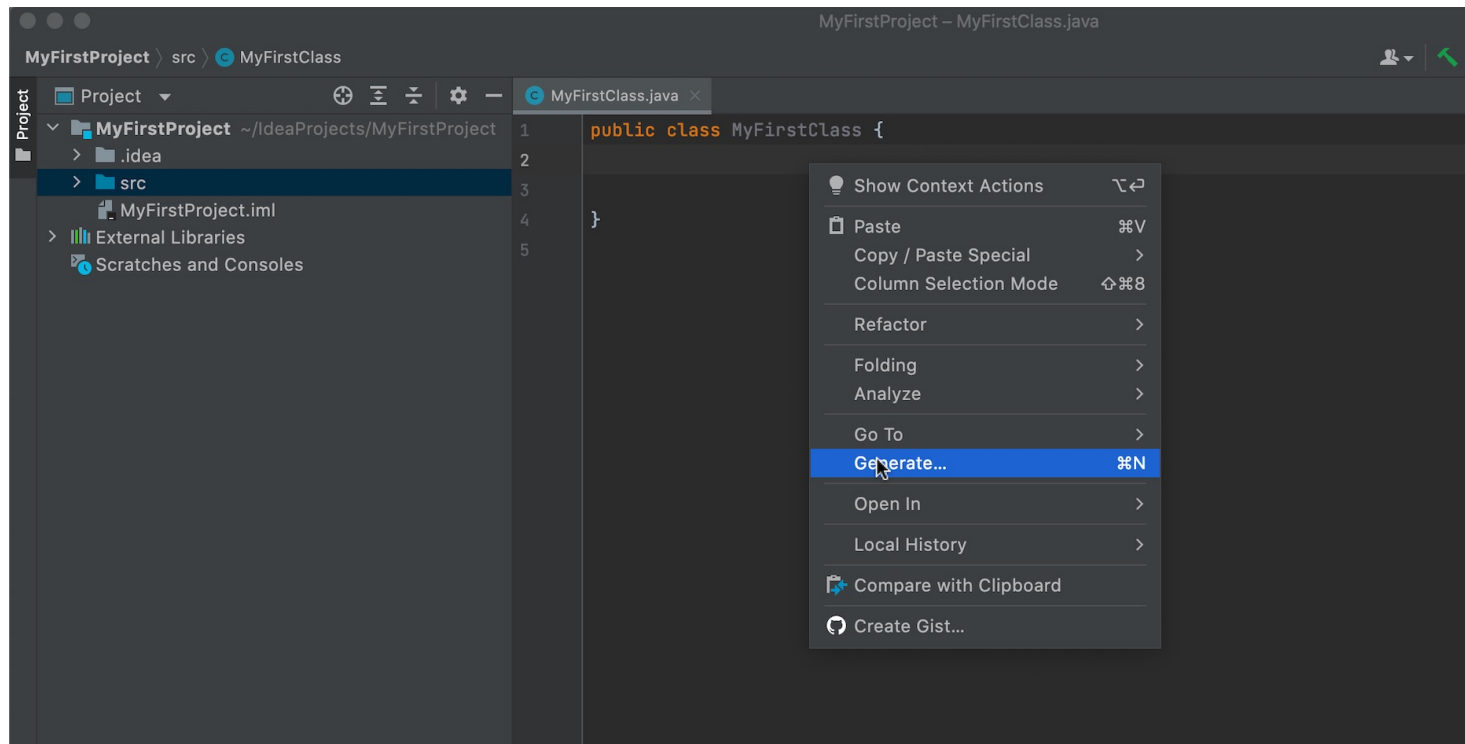 MyFirstProject – MyFirstClass.java
MyFirstProject 〉 src 〉 C MyFirstClass
Project
Project
MyFirstClass.java ×
MyFirstProject ~/IdeaProjects/MyFirstProject
.idea
src
MyFirstProject.iml
External Libraries
Scratches and Consoles
1 public class MyFirstClass {
2
3
4 }
5
Show Context Actions ⌥⏎
Paste ⌘V
Copy / Paste Special >
Column Selection Mode ⇧⌘8
Refactor >
Folding >
Analyze >
Go To >
Generate... ⌘N
Open In >
Local History >
Compare with Clipboard
Create Gist...